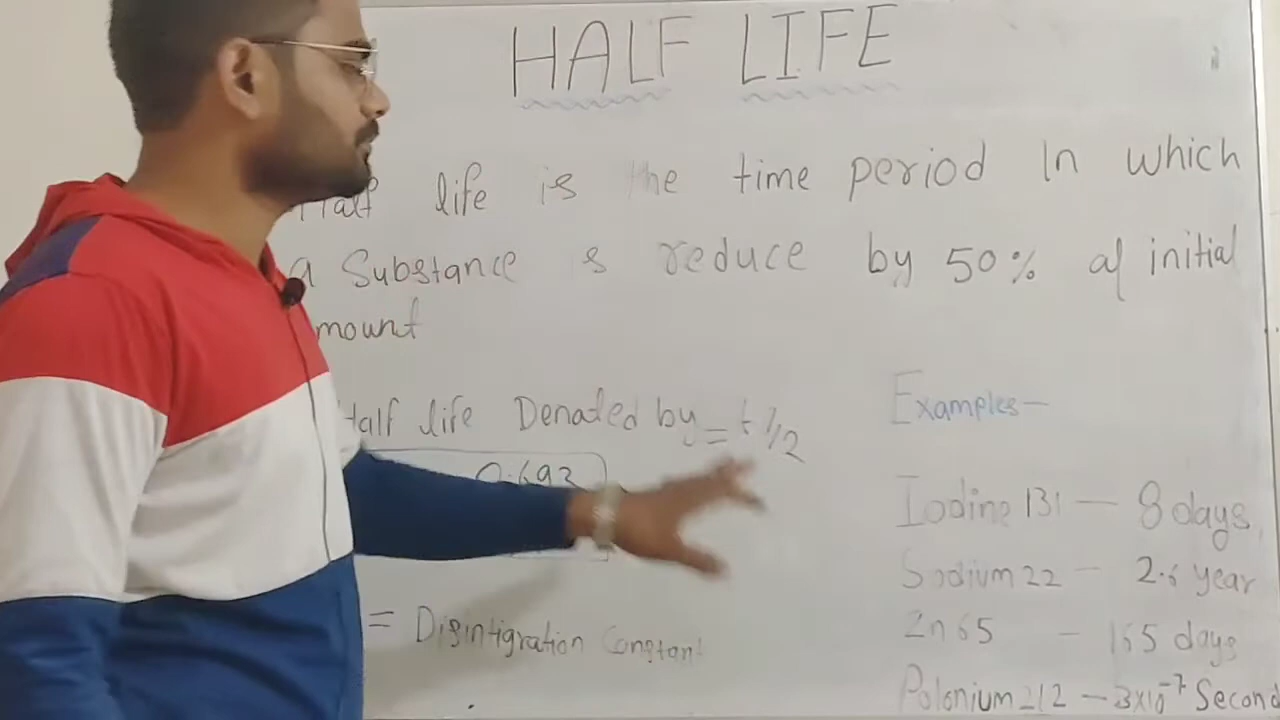 HALF LIFE
Half life is the time period In which
a Substance is reduce by 50% of initial
mount
Half life Denated by = t 1/2
0.693
= Disintigration Constant
Examples—
Iodine 131 — 8 days,
Sodium 22 — 2.6 year
Zn 65 — days
Polonium 212 — 3x10⁻⁷ Second